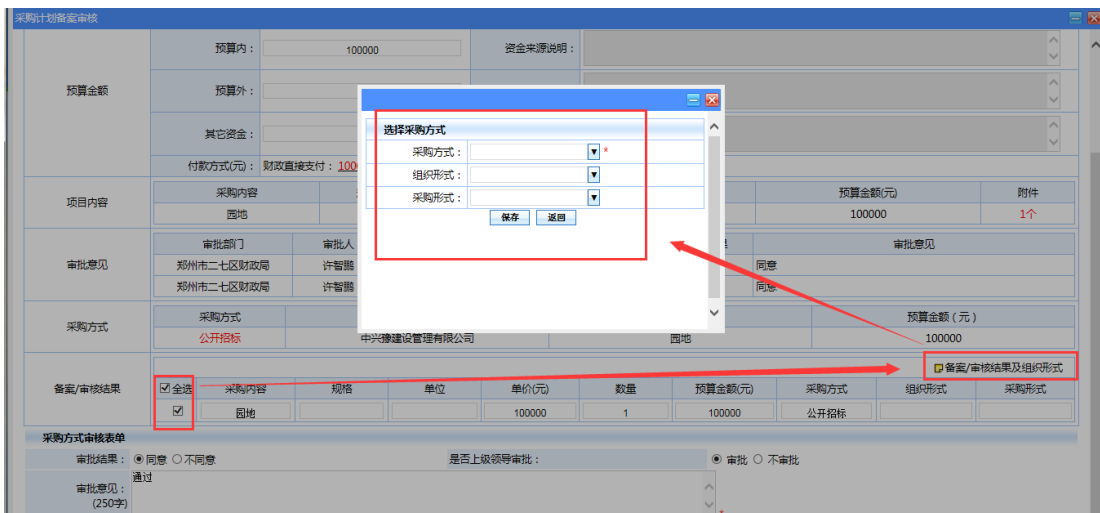 采购计划备案审核
预算金额
预算内： 100000 资金来源说明：
预算外：
其它资金：
付款方式(元)： 财政直接支付： 100
选择采购方式
采购方式： *
组织形式：
采购形式：
保存 返回
项目内容
采购内容 预算金额(元) 附件
园地 100000 1个
审批意见
审批部门 审批人 审批意见
郑州市二七区财政局 许智鹏 同意
郑州市二七区财政局 许智鹏 同意
采购方式
采购方式 预算金额（元）
公开招标 中兴豫建设管理有限公司 园地 100000
备案/审核结果
备案/审核结果及组织形式
全选 采购内容 规格 单位 单价(元) 数量 预算金额(元) 采购方式 组织形式 采购形式
园地 100000 1 100000 公开招标
采购方式审核表单
审批结果： 同意 不同意 是否上级领导审批： 审批 不审批
审批意见：
(250字)
通过
*